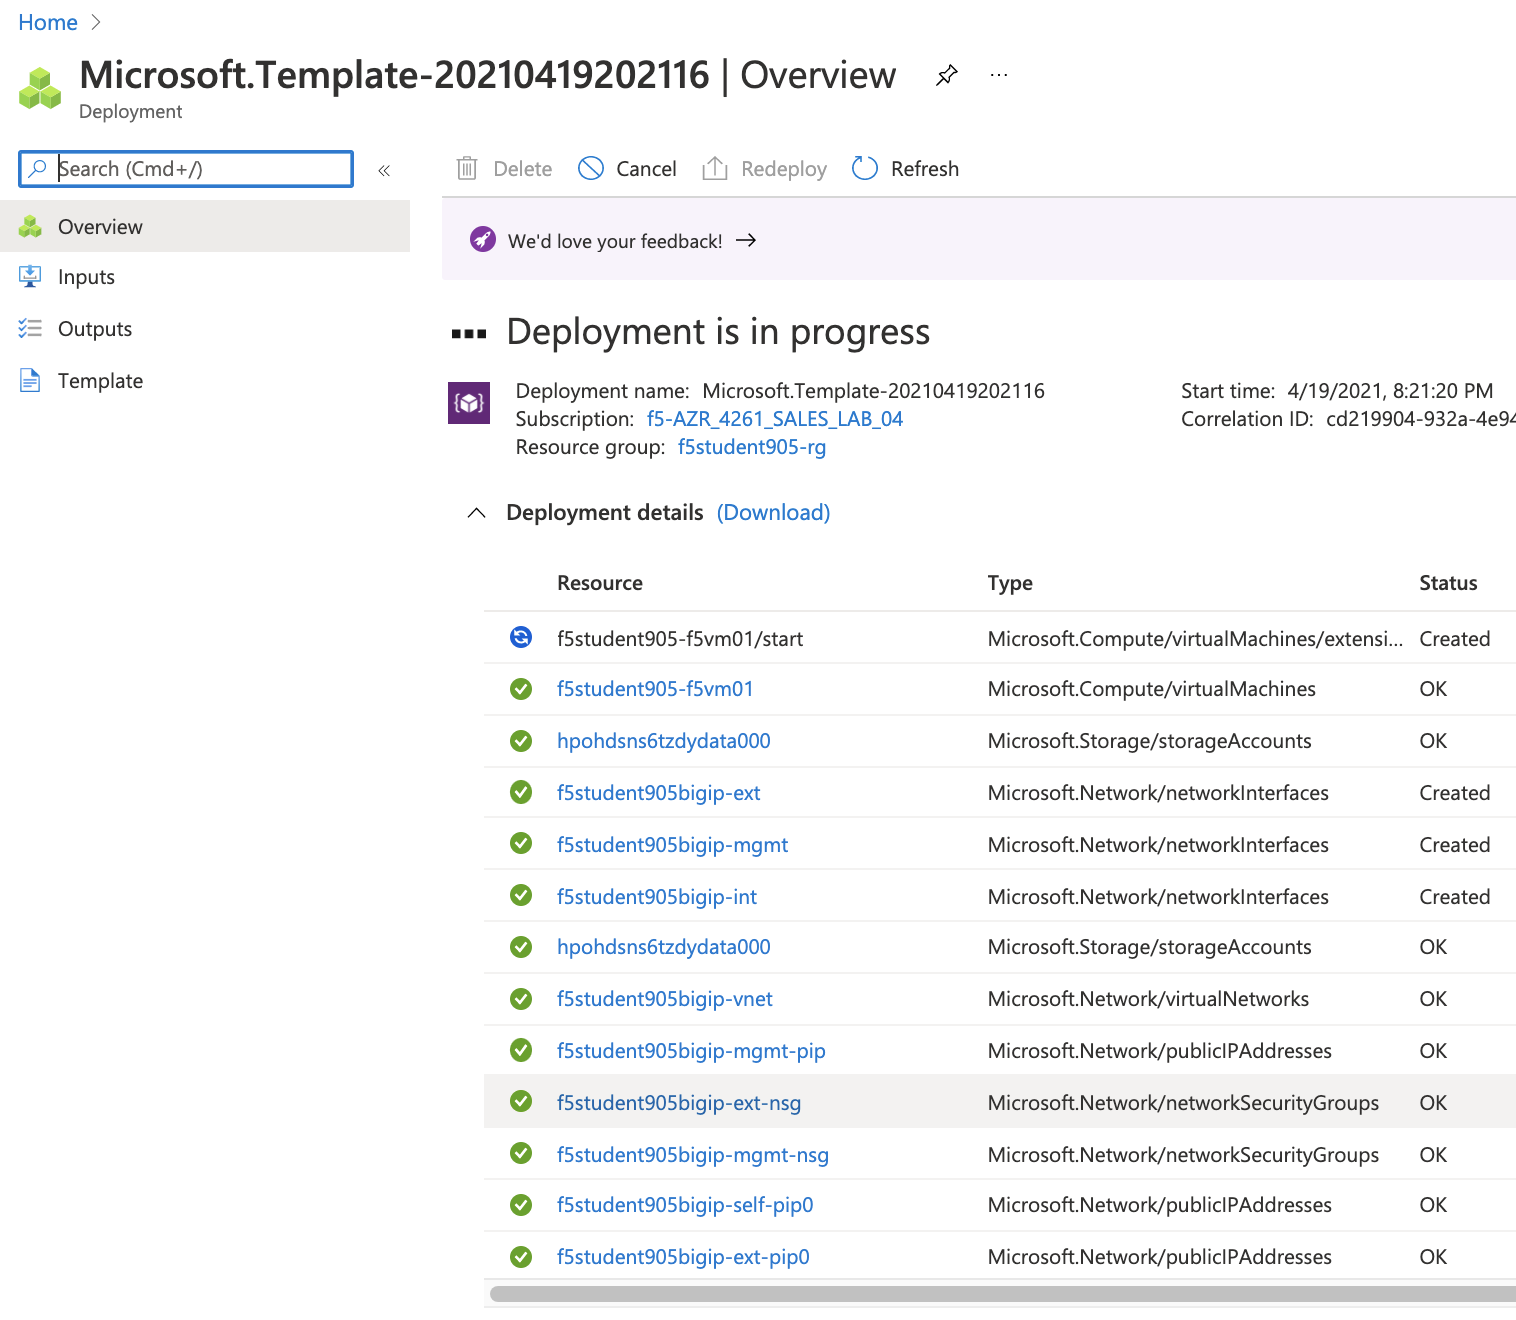 Home
Microsoft.Template-20210419202116 | Overview
Deployment
Search (Cmd+/)
Delete Cancel Redeploy Refresh
Overview
Inputs
Outputs
Template
We'd love your feedback! →
Deployment is in progress
Deployment name: Microsoft.Template-20210419202116 Start time: 4/19/2021, 8:21:20 PM
Subscription: f5-AZR_4261_SALES_LAB_04 Correlation ID: cd219904-932a-4e94
Resource group: f5student905-rg
Deployment details (Download)
Resource Type Status
f5student905-f5vm01/start Microsoft.Compute/virtualMachines/extensi... Created
f5student905-f5vm01 Microsoft.Compute/virtualMachines OK
hpohdsns6tzdydata000 Microsoft.Storage/storageAccounts OK
f5student905bigip-ext Microsoft.Network/networkInterfaces Created
f5student905bigip-mgmt Microsoft.Network/networkInterfaces Created
f5student905bigip-int Microsoft.Network/networkInterfaces Created
hpohdsns6tzdydata000 Microsoft.Storage/storageAccounts OK
f5student905bigip-vnet Microsoft.Network/virtualNetworks OK
f5student905bigip-mgmt-pip Microsoft.Network/publicIPAddresses OK
f5student905bigip-ext-nsg Microsoft.Network/networkSecurityGroups OK
f5student905bigip-mgmt-nsg Microsoft.Network/networkSecurityGroups OK
f5student905bigip-self-pip0 Microsoft.Network/publicIPAddresses OK
f5student905bigip-ext-pip0 Microsoft.Network/publicIPAddresses OK